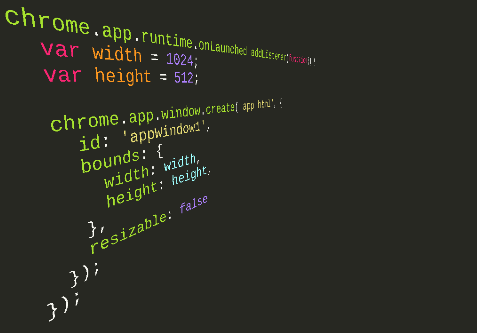 chrome.app.runtime.onLaunched addListener(function() {
var width = 1024;
var height = 512;
chrome.app.window.create( app html', {
id: 'appWindow1',
bounds: {
width: width,
height: height,
},
resizable: false
});
});